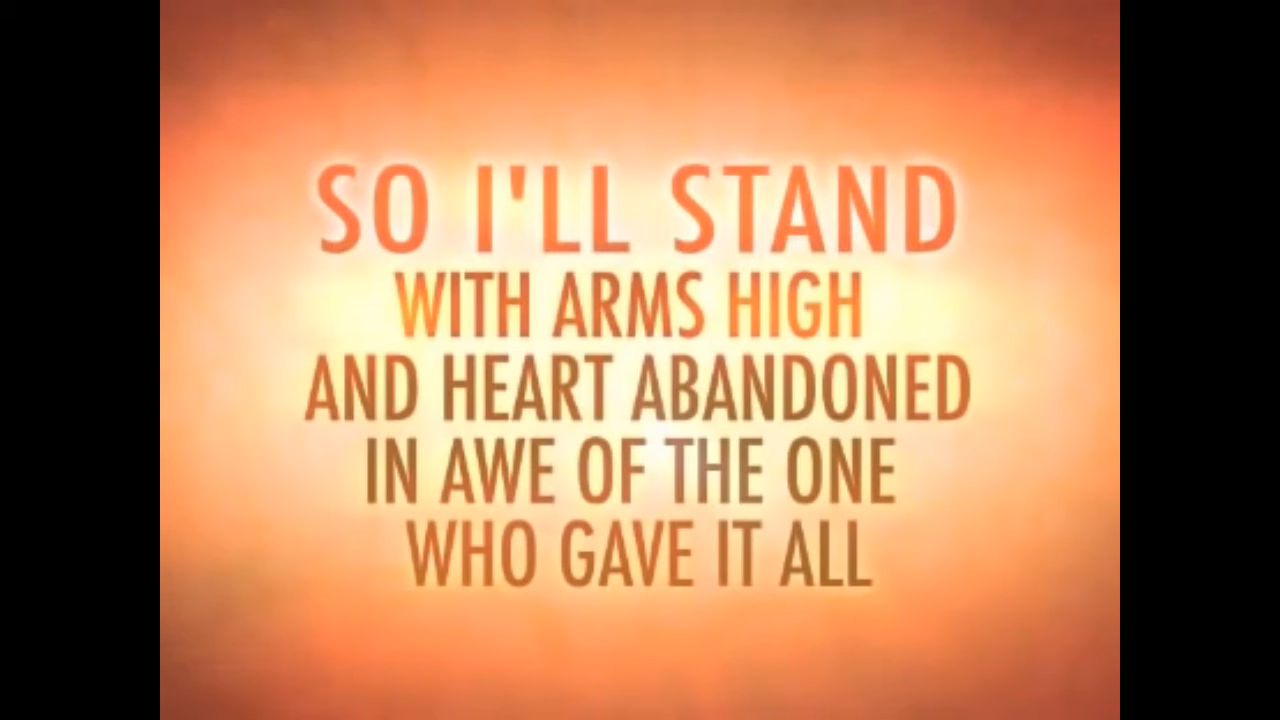 SO I'LL STAND
WITH ARMS HIGH
AND HEART ABANDONED
IN AWE OF THE ONE
WHO GAVE IT ALL